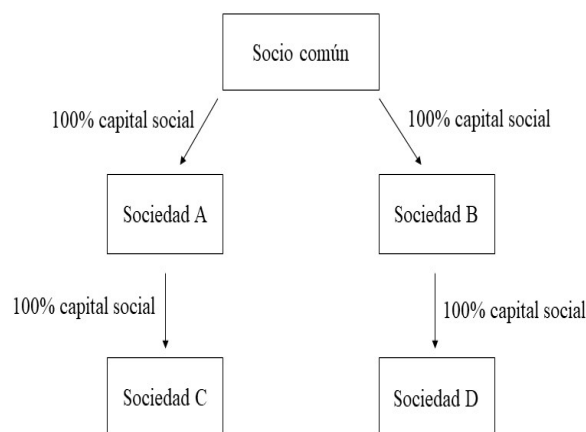 Socio común
100% capital social
100% capital social
Sociedad A
Sociedad B
100% capital social
100% capital social
Sociedad C
Sociedad D